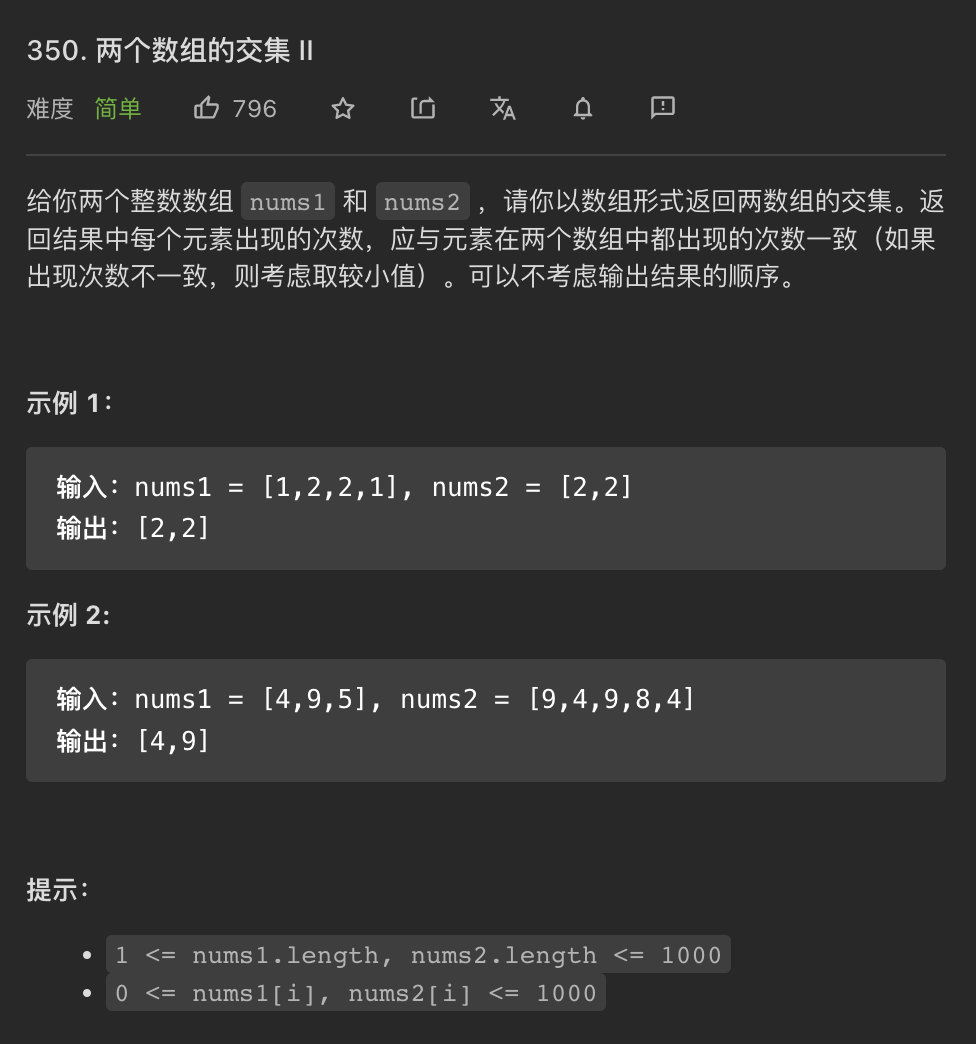 350. 两个数组的交集 II
难度 简单 796
给你两个整数数组 nums1 和 nums2 ，请你以数组形式返回两数组的交集。返
回结果中每个元素出现的次数，应与元素在两个数组中都出现的次数一致（如果
出现次数不一致，则考虑取较小值）。可以不考虑输出结果的顺序。
示例 1：
输入：nums1 = [1,2,2,1], nums2 = [2,2]
输出：[2,2]
示例 2:
输入：nums1 = [4,9,5], nums2 = [9,4,9,8,4]
输出：[4,9]
提示：
• 1 <= nums1.length, nums2.length <= 1000
• 0 <= nums1[i], nums2[i] <= 1000